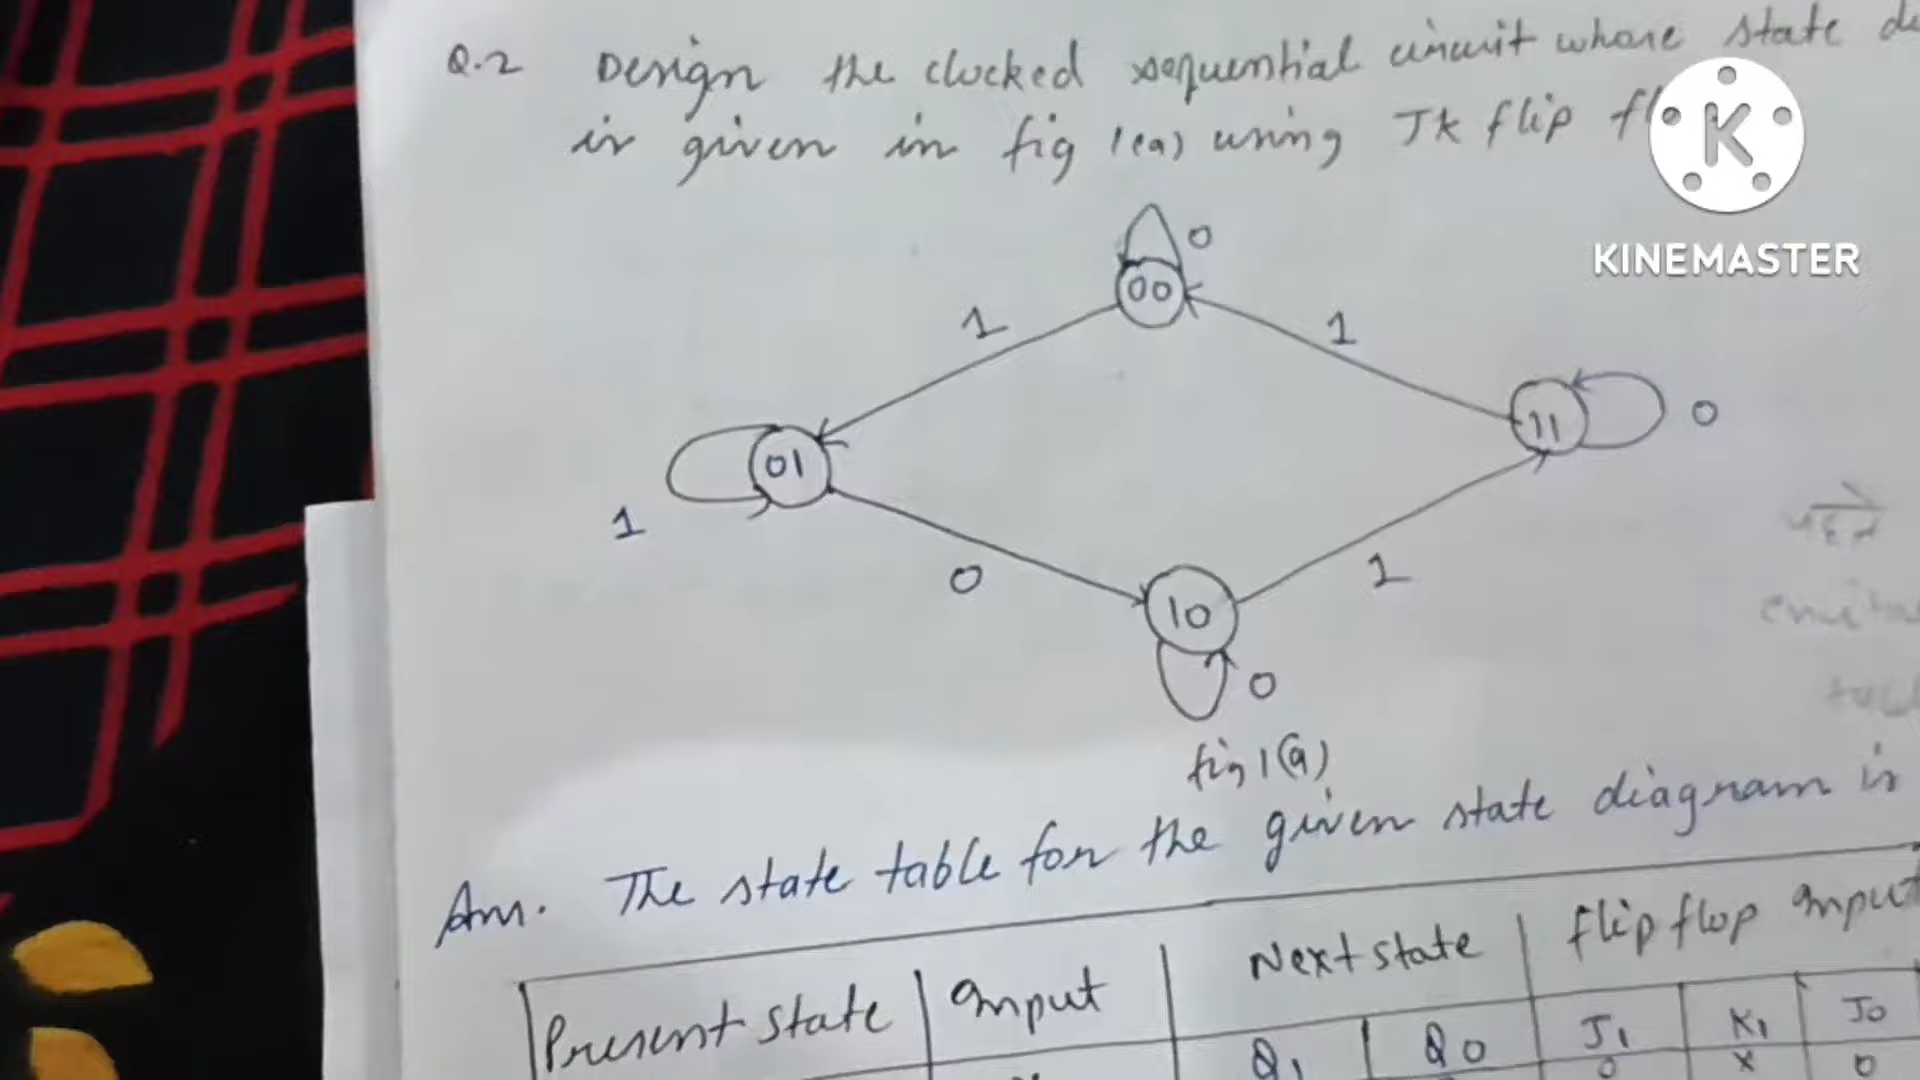 Q.2 Design the clocked sequential circuit whose state
is given in fig 1(a) using JK flip
K
KINEMASTER
0
00
1
1
11
0
01
1
0
10
1
0
fig 1(a)
Ans. The state table for the given state diagram is
Present state Input Next state flip flop Input
Q1 Q0 J1 K1 J0
0 X 0